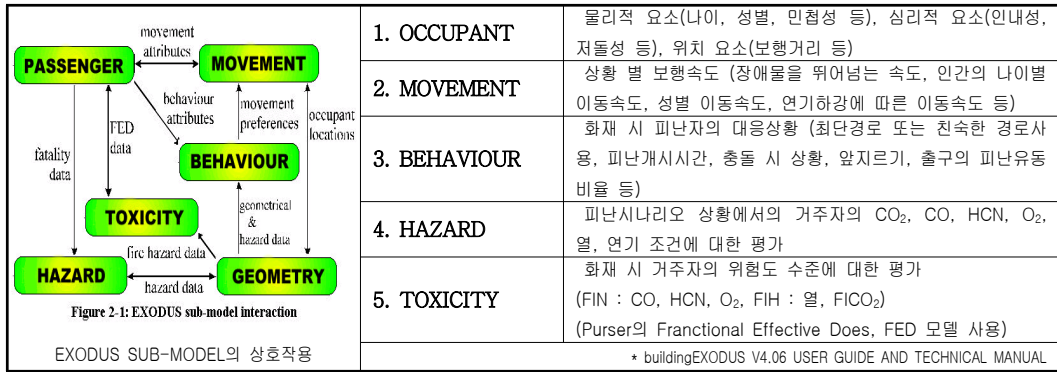 movement
attributes
PASSENGER
MOVEMENT
behaviour
attributes
movement
preferences
occupant
locations
FED
data
fatality
data
BEHAVIOUR
TOXICITY
geometrical
&
hazard data
fire hazard data
HAZARD
hazard data
GEOMETRY
Figure 2-1: EXODUS sub-model interaction
EXODUS SUB-MODEL의 상호작용
1. OCCUPANT
물리적 요소(나이, 성별, 민첩성 등), 심리적 요소(인내성,
저돌성 등), 위치 요소(보행거리 등)
2. MOVEMENT
상황 별 보행속도 (장애물을 뛰어넘는 속도, 인간의 나이별
이동속도, 성별 이동속도, 연기하강에 따른 이동속도 등)
3. BEHAVIOUR
화재 시 피난자의 대응상황 (최단경로 또는 친숙한 경로사
용, 피난개시시간, 충돌 시 상황, 앞지르기, 출구의 피난유동
비율 등)
4. HAZARD
피난시나리오 상황에서의 거주자의 CO₂, CO, HCN, O₂,
열, 연기 조건에 대한 평가
5. TOXICITY
화재 시 거주자의 위험도 수준에 대한 평가
(FIN : CO, HCN, O₂, FIH : 열, FICO₂)
(Purser의 Franctional Effective Does, FED 모델 사용)
* buildingEXODUS V4.06 USER GUIDE AND TECHNICAL MANUAL